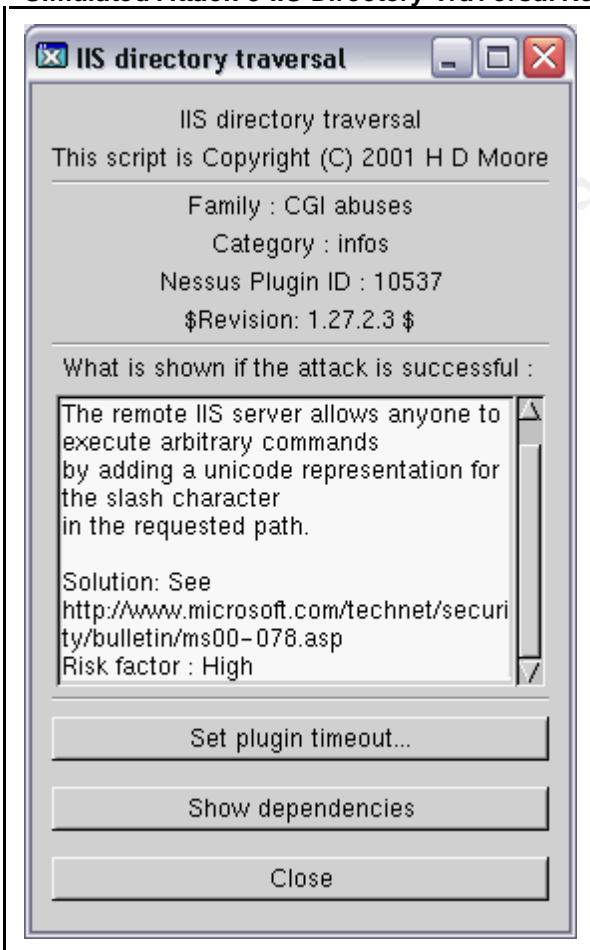 IIS directory traversal
IIS directory traversal
This script is Copyright (C) 2001 H D Moore
Family : CGI abuses
Category : infos
Nessus Plugin ID : 10537
$Revision: 1.27.2.3 $
What is shown if the attack is successful :
The remote IIS server allows anyone to
execute arbitrary commands
by adding a unicode representation for
the slash character
in the requested path.
Solution: See
http://www.microsoft.com/technet/securi
ty/bulletin/ms00-078.asp
Risk factor : High
Set plugin timeout...
Show dependencies
Close